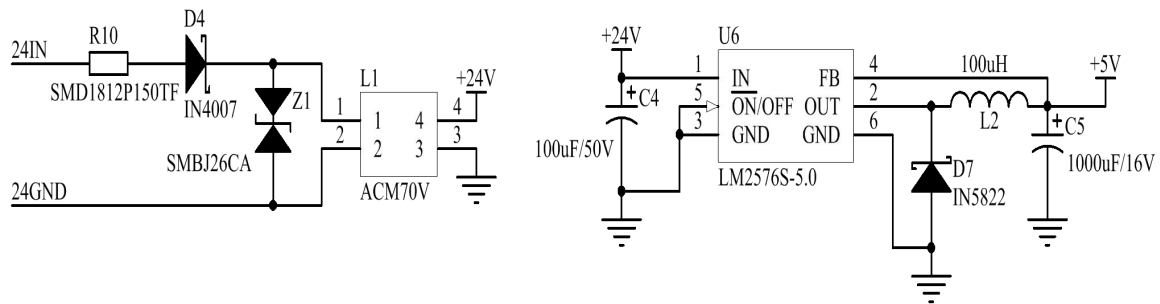 24IN
R10
SMD1812P150TF
D4
IN4007
Z1
SMBJ26CA
24GND
L1
1
2
1 4
2 3
4
3
ACM70V
+24V
+24V
+ C4
100uF/50V
U6
1
5
3
IN FB
ON/OFF OUT
GND GND
4
2
6
LM2576S-5.0
100uH
L2
+5V
+ C5
1000uF/16V
D7
IN5822